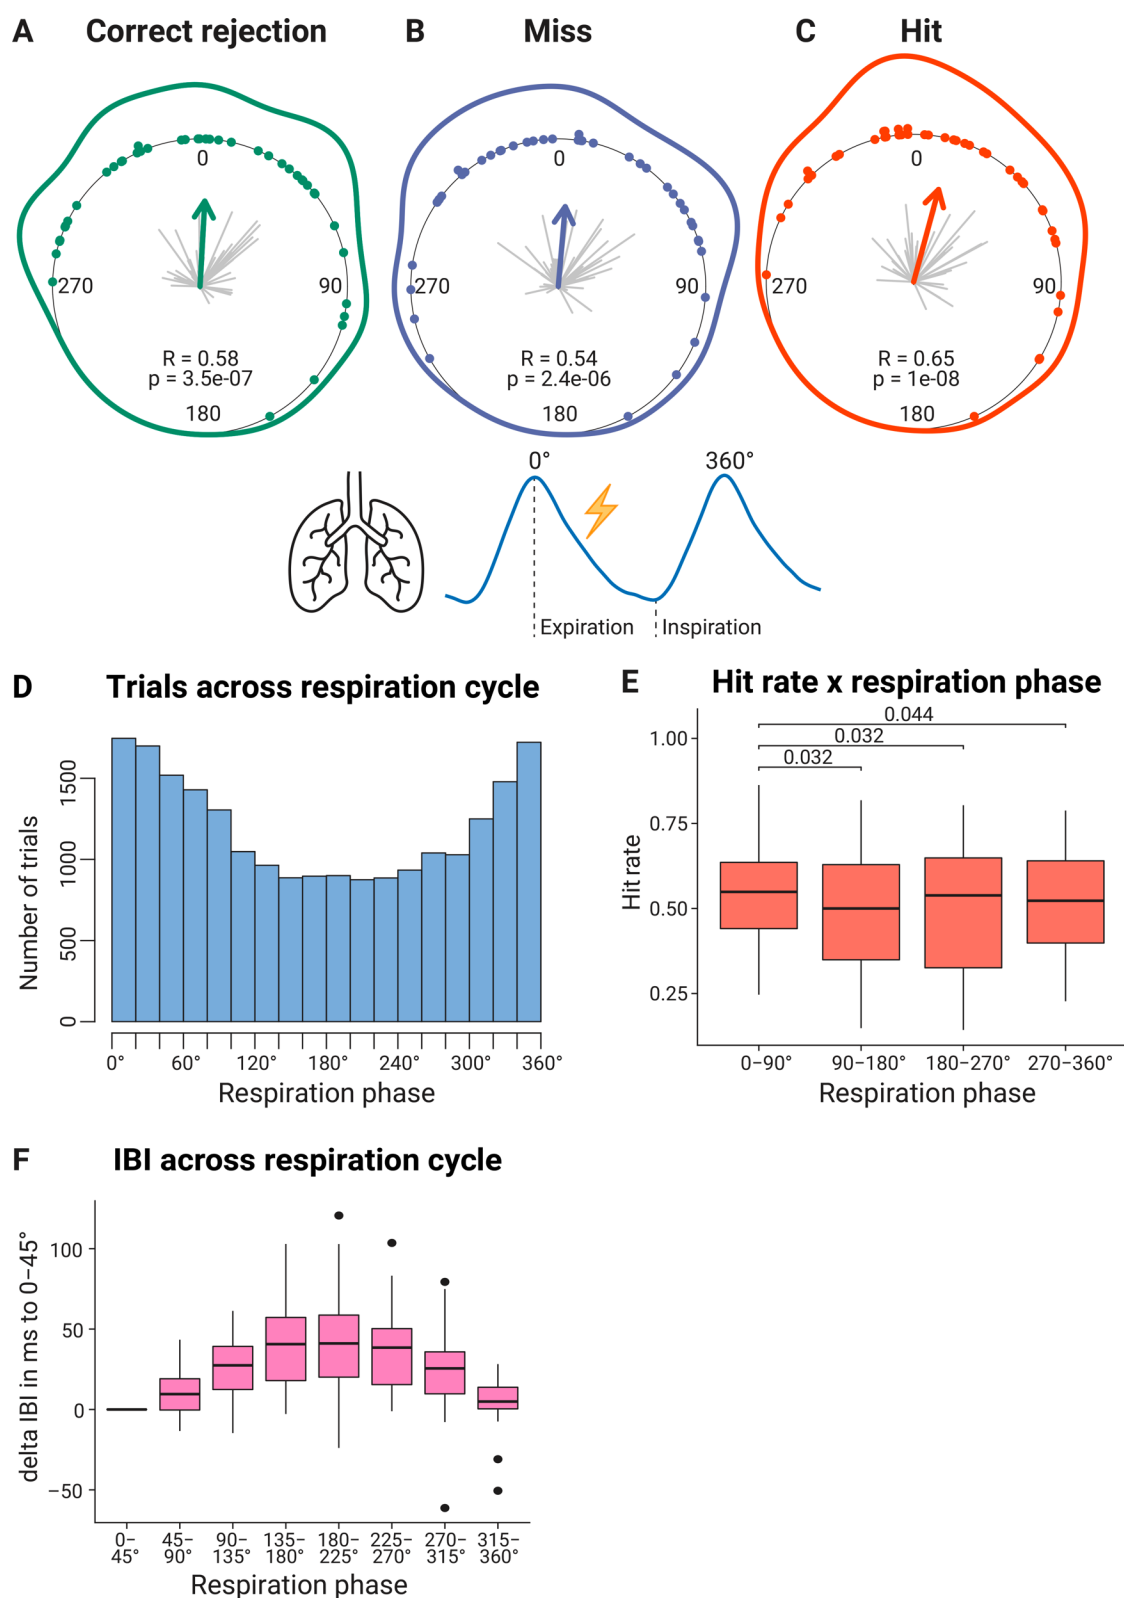 A Correct rejection B Miss C Hit
0 0 0
270 90 270 90 270 90
R = 0.58 R = 0.54 R = 0.65
p = 3.5e-07 p = 2.4e-06 p = 1e-08
180 180 180
0° 360°
Expiration Inspiration
D Trials across respiration cycle
Number of trials
1500
1000
500
0
0° 60° 120° 180° 240° 300° 360°
Respiration phase
E Hit rate x respiration phase
0.044
0.032
0.032
Hit rate
1.00
0.75
0.50
0.25
0–90° 90–180° 180–270° 270–360°
Respiration phase
F IBI across respiration cycle
delta IBI in ms to 0–45°
100
50
0
−50
0– 45– 90– 135– 180– 225– 270– 315–
45° 90° 135° 180° 225° 270° 315° 360°
Respiration phase